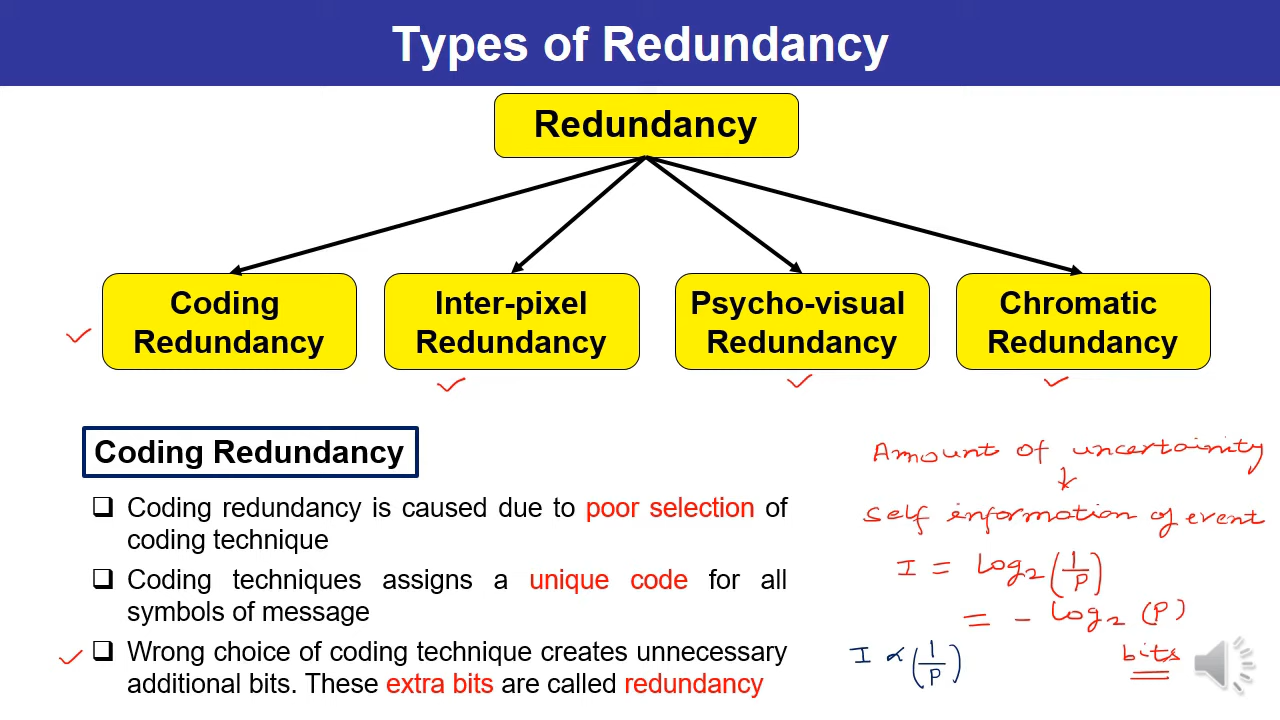 Types of Redundancy
Redundancy
Coding
Redundancy
Inter-pixel
Redundancy
Psycho-visual
Redundancy
Chromatic
Redundancy
Coding Redundancy
Coding redundancy is caused due to poor selection of
coding technique
Coding techniques assigns a unique code for all
symbols of message
Wrong choice of coding technique creates unnecessary
additional bits. These extra bits are called redundancy
Amount of uncertainity
Self information of event
I = log₂ (1/P)
= - log₂ (P)
bits
I ∝ (1/P)